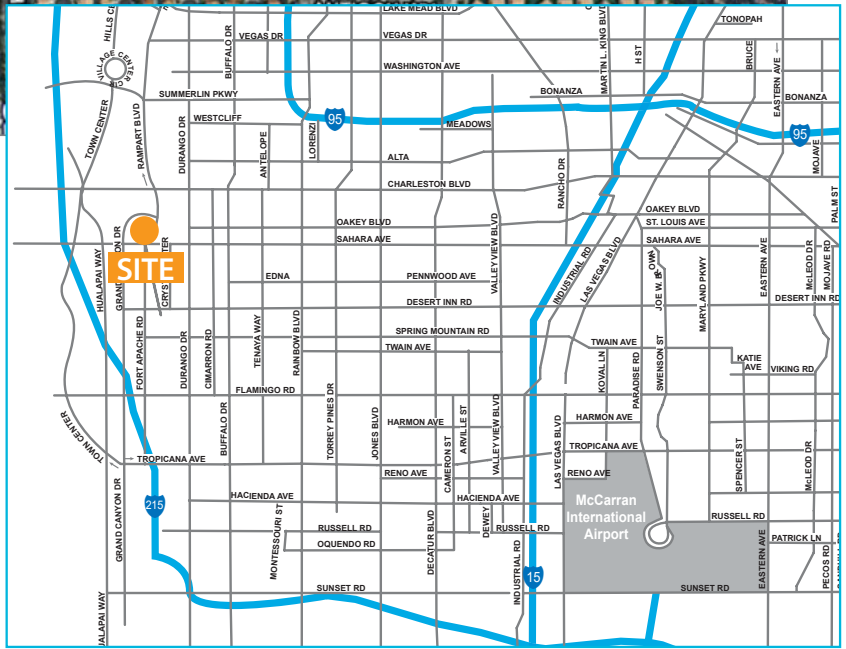 LAKE MEAD BLVD
TONOPAH
HILLS
VEGAS DR
VEGAS DR
BUFFALO DR
MARTIN L. KING BLVD
H ST
BRUCE
EASTERN AVE
VILLAGE CENTER CIR
WASHINGTON AVE
SUMMERLIN PKWY
BONANZA
BONANZA
TOWN CENTER
RAMPART BLVD
DURANGO DR
WESTCLIFF
ANTELOPE
LORENZI
95
MEADOWS
95
MOJAVE
ALTA
CHARLESTON BLVD
RANCHO DR
PALM ST
OAKEY BLVD
OAKEY BLVD
ST. LOUIS AVE
SAHARA AVE
SAHARA AVE
SITE
HUALAPAI WAY
VALLEY VIEW BLVD
INDUSTRIAL RD
LAS VEGAS BLVD
JOE W. B
MARYLAND PKWY
EASTERN AVE
McLEOD DR
MOJAVE RD
EDNA
PENNWOOD AVE
DESERT INN RD
DESERT INN RD
FORT APACHE RD
DURANGO DR
CIMARRON RD
TENAYA WAY
RAINBOW BLVD
SPRING MOUNTAIN RD
TWAIN AVE
TWAIN AVE
KOVAL LN
PARADISE RD
SWENSON ST
KATIE
AVE
VIKING RD
FLAMINGO RD
BUFFALO DR
TORREY PINES DR
JONES BLVD
HARMON AVE
CAMERON ST
ARVILLE ST
VALLEY VIEW BLVD
LAS VEGAS BLVD
HARMON AVE
TOWN CENTER
TROPICANA AVE
TROPICANA AVE
RENO AVE
RENO AVE
SPENCER ST
McLEOD DR
GRAND CANYON DR
215
HACIENDA AVE
HACIENDA AVE
McCarran
International
Airport
MONTESSOURI ST
RUSSELL RD
DECATUR BLVD
DEWEY
RUSSELL RD
RUSSELL RD
OQUENDO RD
INDUSTRIAL RD
EASTERN AVE
PATRICK LN
PECOS RD
15
SUNSET RD
SUNSET RD
UALAPAI WAY